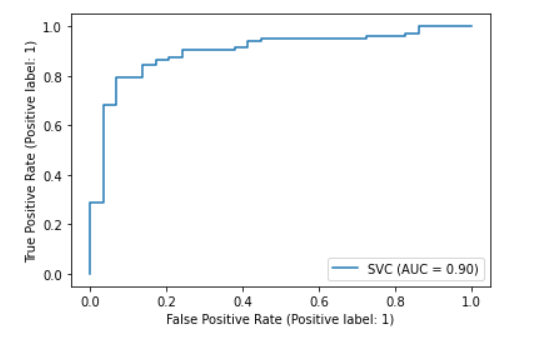 1.0
0.8
0.6
0.4
0.2
0.0
True Positive Rate (Positive label: 1)
SVC (AUC = 0.90)
0.0 0.2 0.4 0.6 0.8 1.0
False Positive Rate (Positive label: 1)